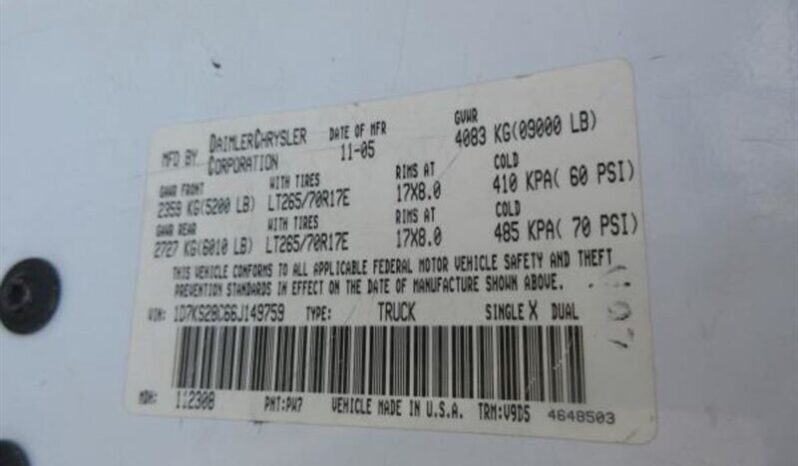 MFD BY DAIMLERCHRYSLER CORPORATION DATE OF MFR 11-05 GVWR 4083 KG(09000 LB)
GAWR FRONT WITH TIRES RIMS AT COLD
2359 KG(5200 LB) LT265/70R17E 17X8.0 410 KPA( 60 PSI)
GAWR REAR WITH TIRES RIMS AT COLD
2727 KG(6010 LB) LT265/70R17E 17X8.0 485 KPA( 70 PSI)
THIS VEHICLE CONFORMS TO ALL APPLICABLE FEDERAL MOTOR VEHICLE SAFETY AND THEFT
PREVENTION STANDARDS IN EFFECT ON THE DATE OF MANUFACTURE SHOWN ABOVE.
VIN: 1D7KS28C66J149759 TYPE: TRUCK SINGLE X DUAL
MDH: 112308 PNT:PW7 VEHICLE MADE IN U.S.A. TRM:V9D5 4648503